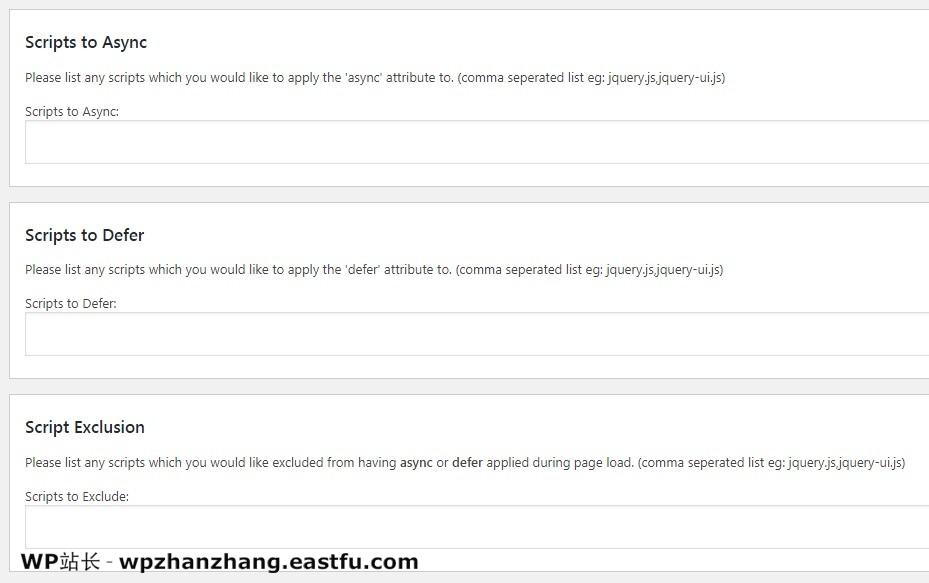 Scripts to Async
Please list any scripts which you would like to apply the 'async' attribute to. (comma seperated list eg: jquery.js,jquery-ui.js)
Scripts to Async:
Scripts to Defer
Please list any scripts which you would like to apply the 'defer' attribute to. (comma seperated list eg: jquery.js,jquery-ui.js)
Scripts to Defer:
Script Exclusion
Please list any scripts which you would like excluded from having async or defer applied during page load. (comma seperated list eg: jquery.js,jquery-ui.js)
Scripts to Exclude:
WP站长 - wpzhanzhang.eastfu.com